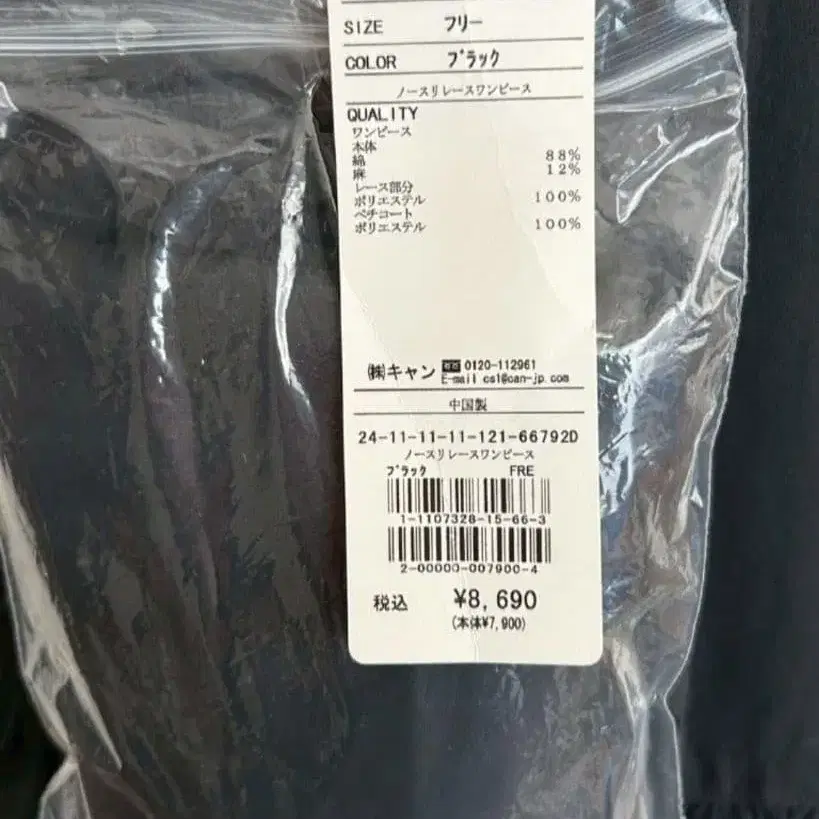 SIZE フリー
COLOR ブラック
ノースリレースワンピース
QUALITY
ワンピース
本体
綿 88%
麻 12%
レース部分
ポリエステル 100%
ペチコート
ポリエステル 100%
㈱キャン 0120-112961
E-mail cs1@can-jp.com
中国製
24-11-11-11-121-66792D
ノースリレースワンピース
ブラック FRE
1-1107328-15-66-3
2-00000-007900-4
税込 ¥8,690
(本体¥7,900)